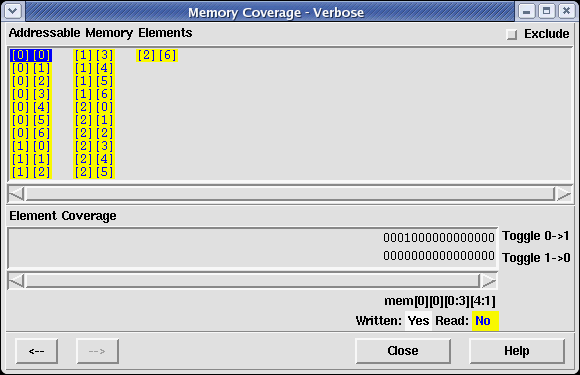 Memory Coverage - Verbose
Addressable Memory Elements
Exclude
[0][0] [1][3] [2][6]
[0][1] [1][4]
[0][2] [1][5]
[0][3] [1][6]
[0][4] [2][0]
[0][5] [2][1]
[0][6] [2][2]
[1][0] [2][3]
[1][1] [2][4]
[1][2] [2][5]
Element Coverage
0001000000000000 Toggle 0->1
0000000000000000 Toggle 1->0
mem[0][0][0:3][4:1]
Written: Yes Read: No
<-- --> Close Help